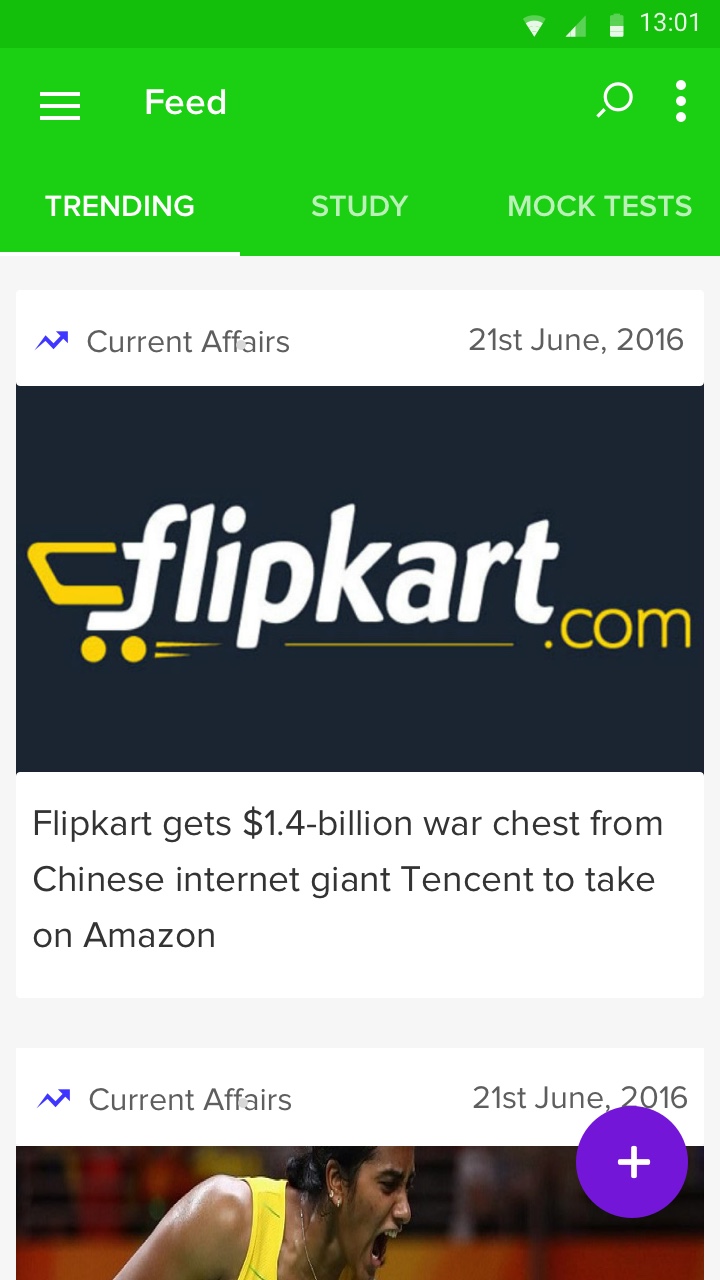 13:01
Feed
TRENDING STUDY MOCK TESTS
Current Affairs 21st June, 2016
flipkart
.com
Flipkart gets $1.4-billion war chest from
Chinese internet giant Tencent to take
on Amazon
Current Affairs 21st June, 2016
+